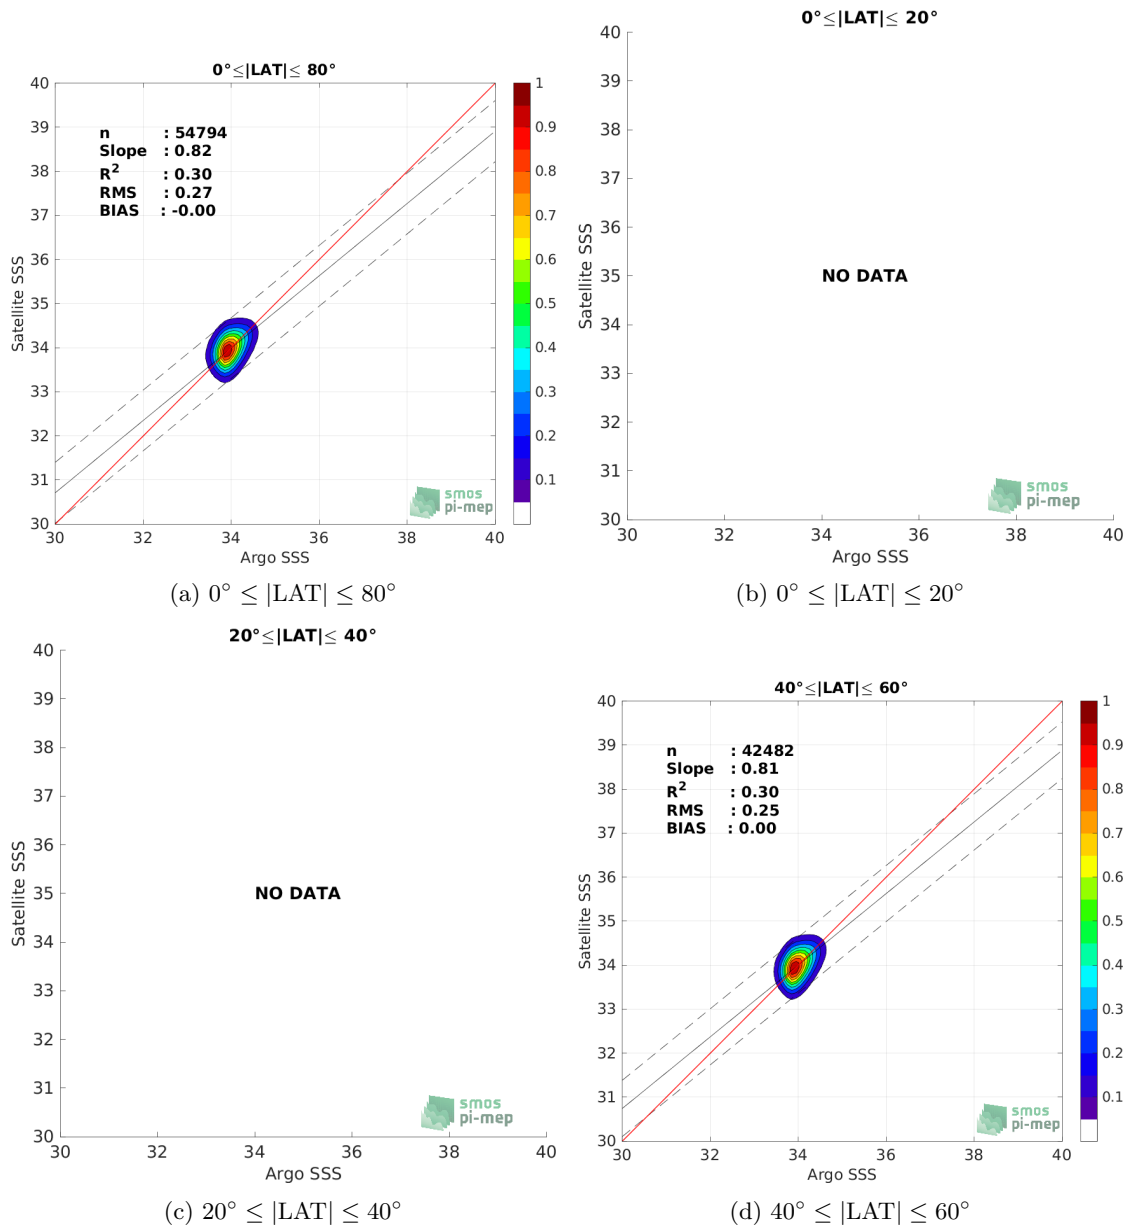 0°≤|LAT|≤ 80°
40
39
38
37
36
35
34
33
32
31
30
Satellite SSS
n : 54794
Slope : 0.82
R² : 0.30
RMS : 0.27
BIAS : -0.00
smos
pi-mep
30 32 34 36 38 40
Argo SSS
1
0.9
0.8
0.7
0.6
0.5
0.4
0.3
0.2
0.1
(a) 0° ≤ |LAT| ≤ 80°
0°≤|LAT|≤ 20°
40
39
38
37
36
35
34
33
32
31
30
Satellite SSS
NO DATA
smos
pi-mep
30 32 34 36 38 40
Argo SSS
(b) 0° ≤ |LAT| ≤ 20°
20°≤|LAT|≤ 40°
40
39
38
37
36
35
34
33
32
31
30
Satellite SSS
NO DATA
smos
pi-mep
30 32 34 36 38 40
Argo SSS
(c) 20° ≤ |LAT| ≤ 40°
40°≤|LAT|≤ 60°
40
39
38
37
36
35
34
33
32
31
30
Satellite SSS
n : 42482
Slope : 0.81
R² : 0.30
RMS : 0.25
BIAS : 0.00
smos
pi-mep
30 32 34 36 38 40
Argo SSS
1
0.9
0.8
0.7
0.6
0.5
0.4
0.3
0.2
0.1
(d) 40° ≤ |LAT| ≤ 60°